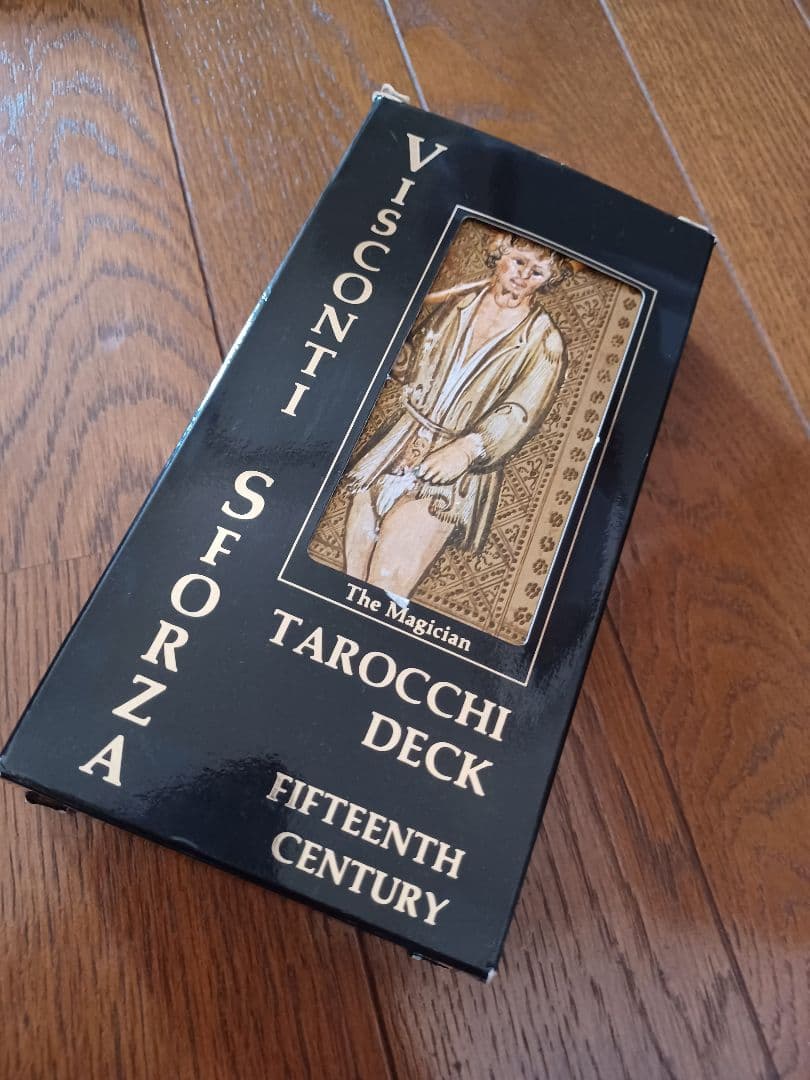 VISCONTI
SFORZA
The Magician
TAROCCHI
DECK
FIFTEENTH
CENTURY